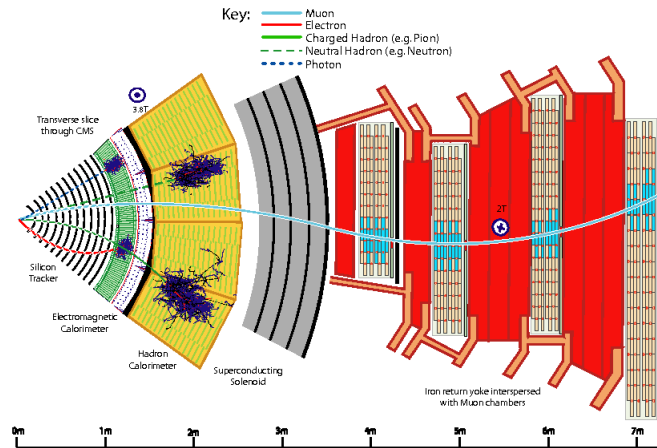 Key:
Muon
Electron
Charged Hadron (e.g. Pion)
Neutral Hadron (e.g. Neutron)
Photon
3.8T
Transverse slice
through CMS
2T
Silicon
Tracker
Electromagnetic
Calorimeter
Hadron
Calorimeter
Superconducting
Solenoid
Iron return yoke interspersed
with Muon chambers
0m
1m
2m
3m
4m
5m
6m
7m